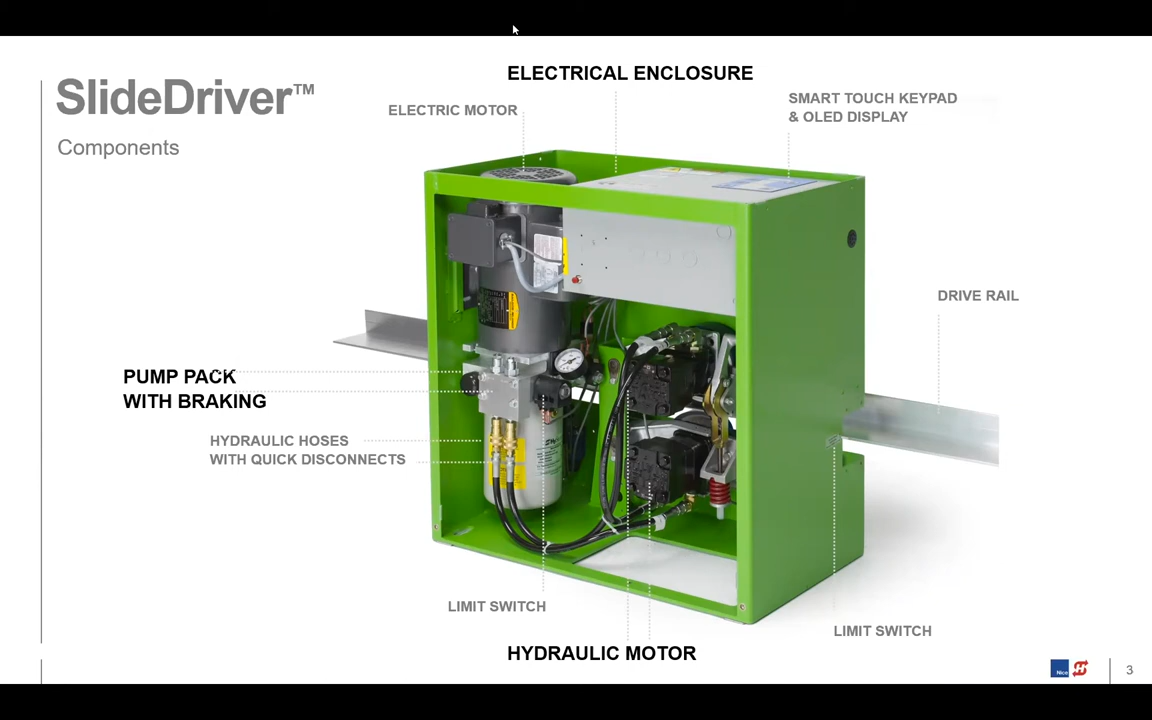 SlideDriver™
Components
ELECTRICAL ENCLOSURE
ELECTRIC MOTOR
SMART TOUCH KEYPAD
& OLED DISPLAY
DRIVE RAIL
PUMP PACK
WITH BRAKING
HYDRAULIC HOSES
WITH QUICK DISCONNECTS
LIMIT SWITCH
LIMIT SWITCH
HYDRAULIC MOTOR
Nice
3